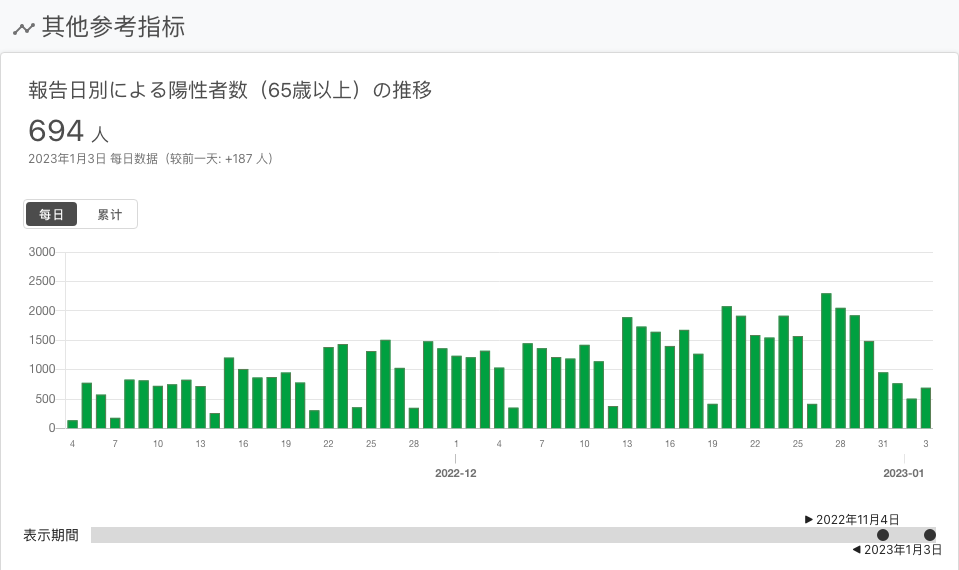 其他参考指标
報告日別による陽性者数（65歳以上）の推移
694 人
2023年1月3日 每日数据（较前一天: +187 人）
每日 累计
3000
2500
2000
1500
1000
500
0
4 7 10 13 16 19 22 25 28 1 4 7 10 13 16 19 22 25 28 31 3
2022-12 2023-01
▶ 2022年11月4日
表示期間
◀ 2023年1月3日